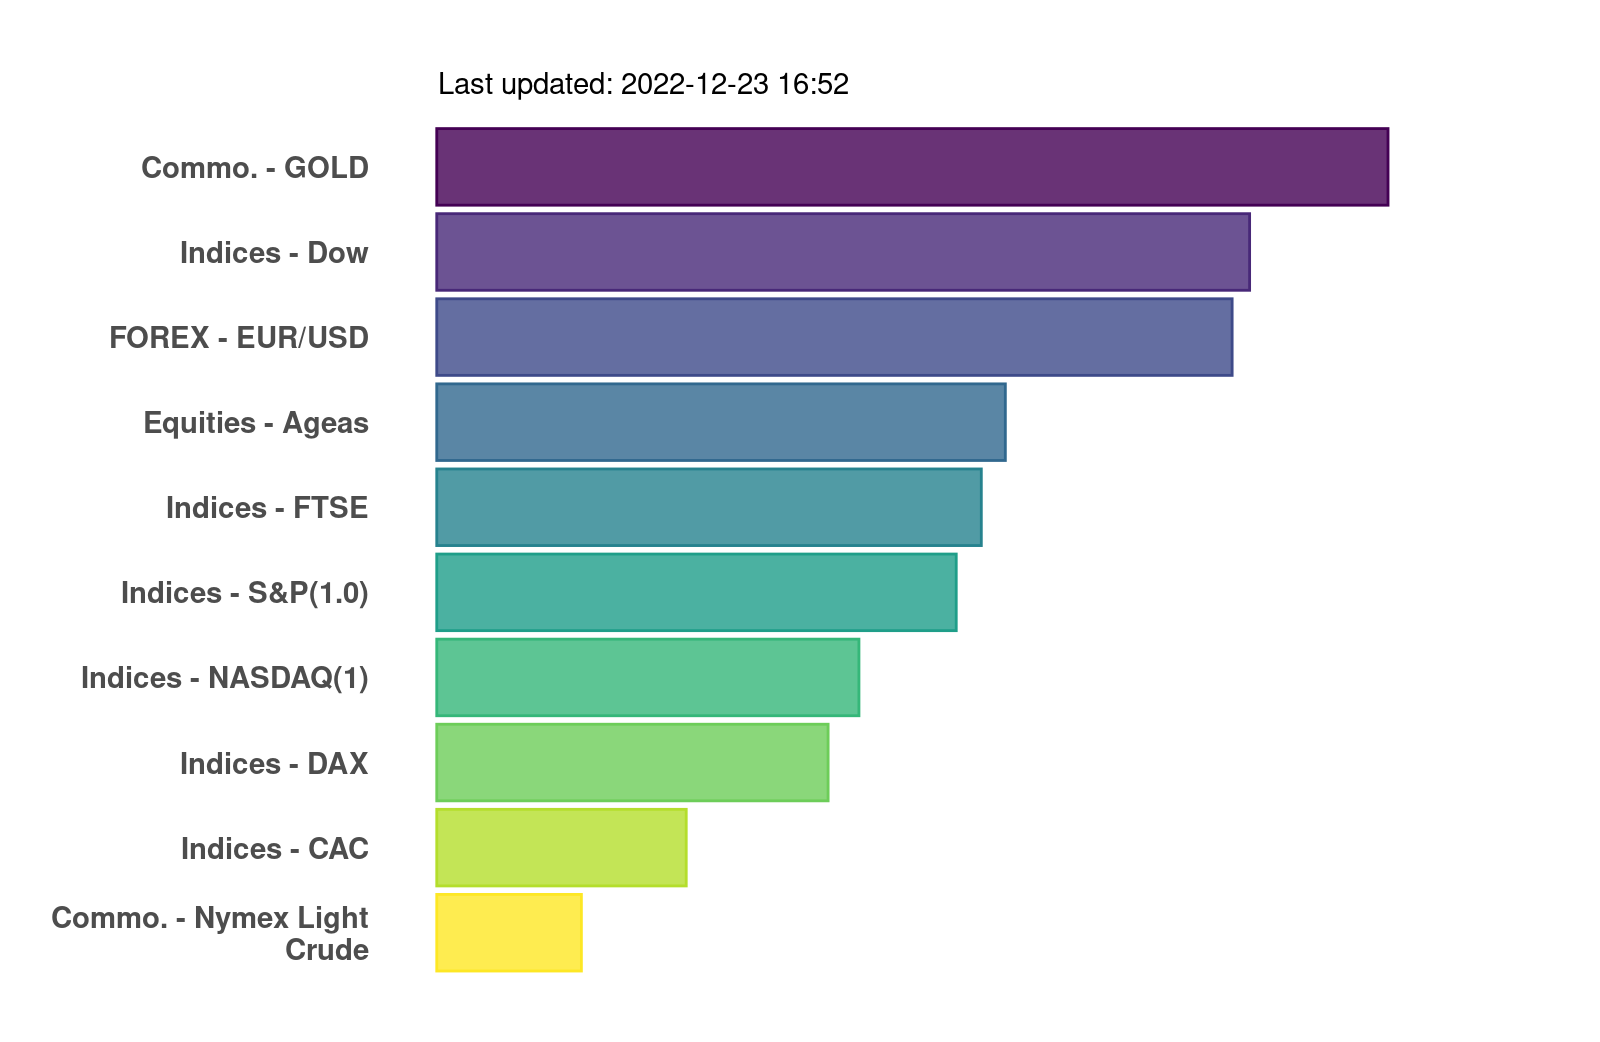 Last updated: 2022-12-23 16:52
Commo. - GOLD
Indices - Dow
FOREX - EUR/USD
Equities - Ageas
Indices - FTSE
Indices - S&P(1.0)
Indices - NASDAQ(1)
Indices - DAX
Indices - CAC
Commo. - Nymex Light
Crude